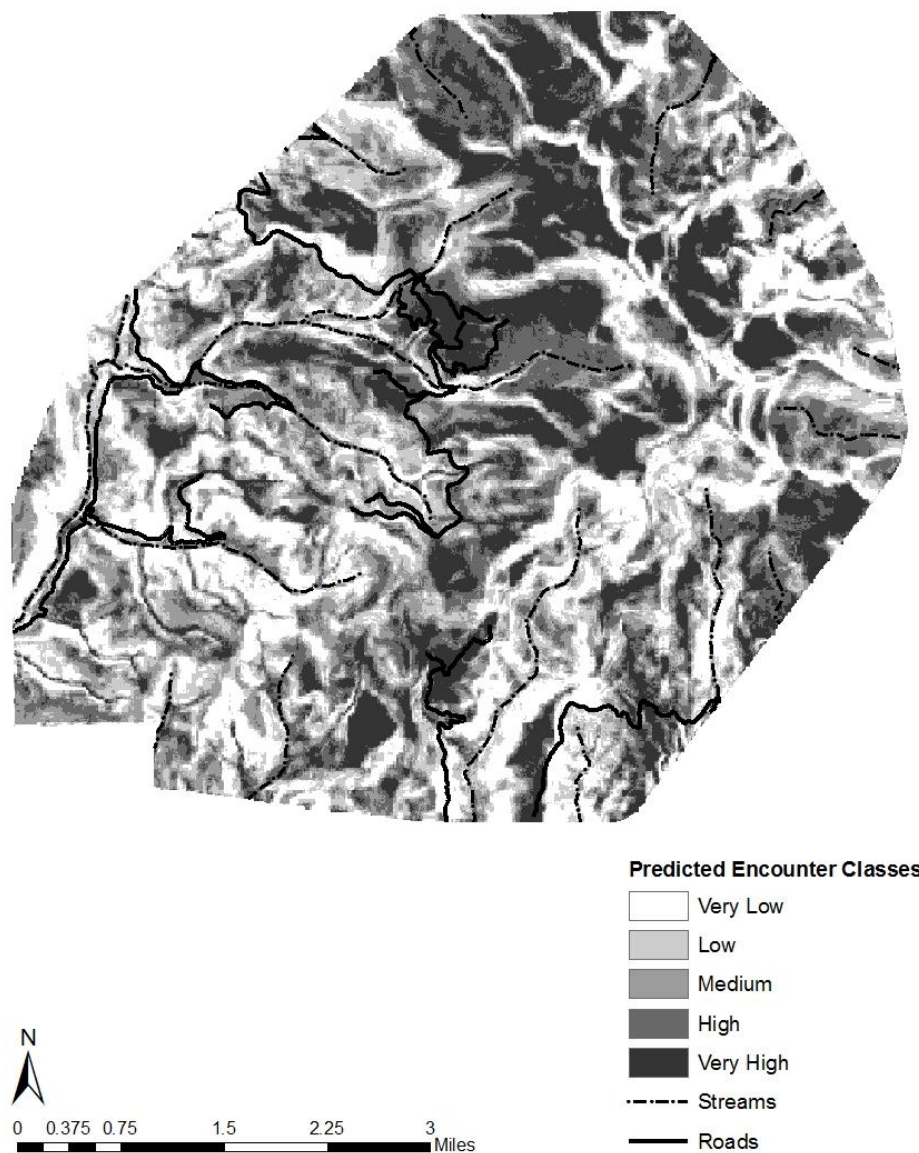 Predicted Encounter Classes
Very Low
Low
Medium
High
Very High
Streams
Roads
N
0 0.375 0.75 1.5 2.25 3
Miles